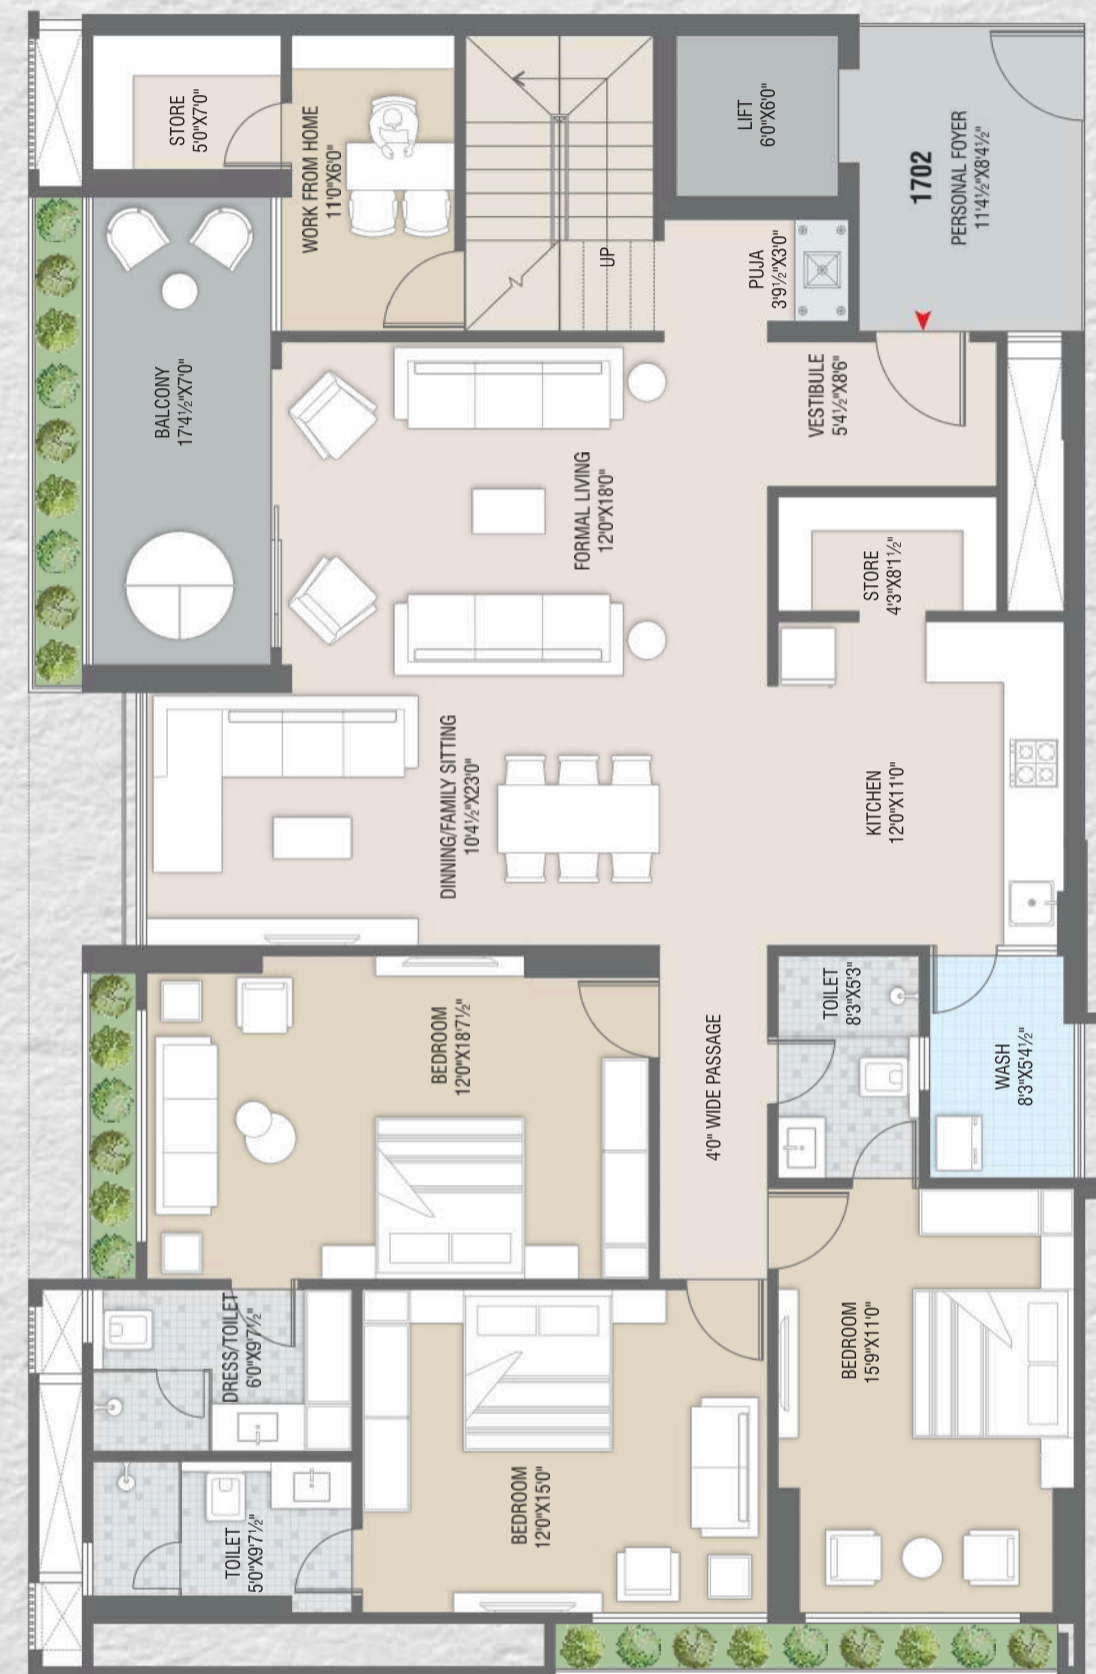 STORE
5'0"X7'0"
WORK FROM HOME
11'0"X6'0"
LIFT
6'0"X6'0"
1702
PERSONAL FOYER
11'4½"X8'4½"
UP
PUJA
3'9½"X3'0"
BALCONY
17'4½"X7'0"
VESTIBULE
5'4½"X8'6"
FORMAL LIVING
12'0"X18'0"
STORE
4'3"X8'1½"
DINNING/FAMILY SITTING
10'4½"X23'0"
KITCHEN
12'0"X11'0"
BEDROOM
12'0"X18'7½"
4'0" WIDE PASSAGE
TOILET
8'3"X5'3"
WASH
8'3"X5'4½"
DRESS/TOILET
6'0"X9'7½"
BEDROOM
15'9"X11'0"
TOILET
5'0"X9'7½"
BEDROOM
12'0"X15'0"